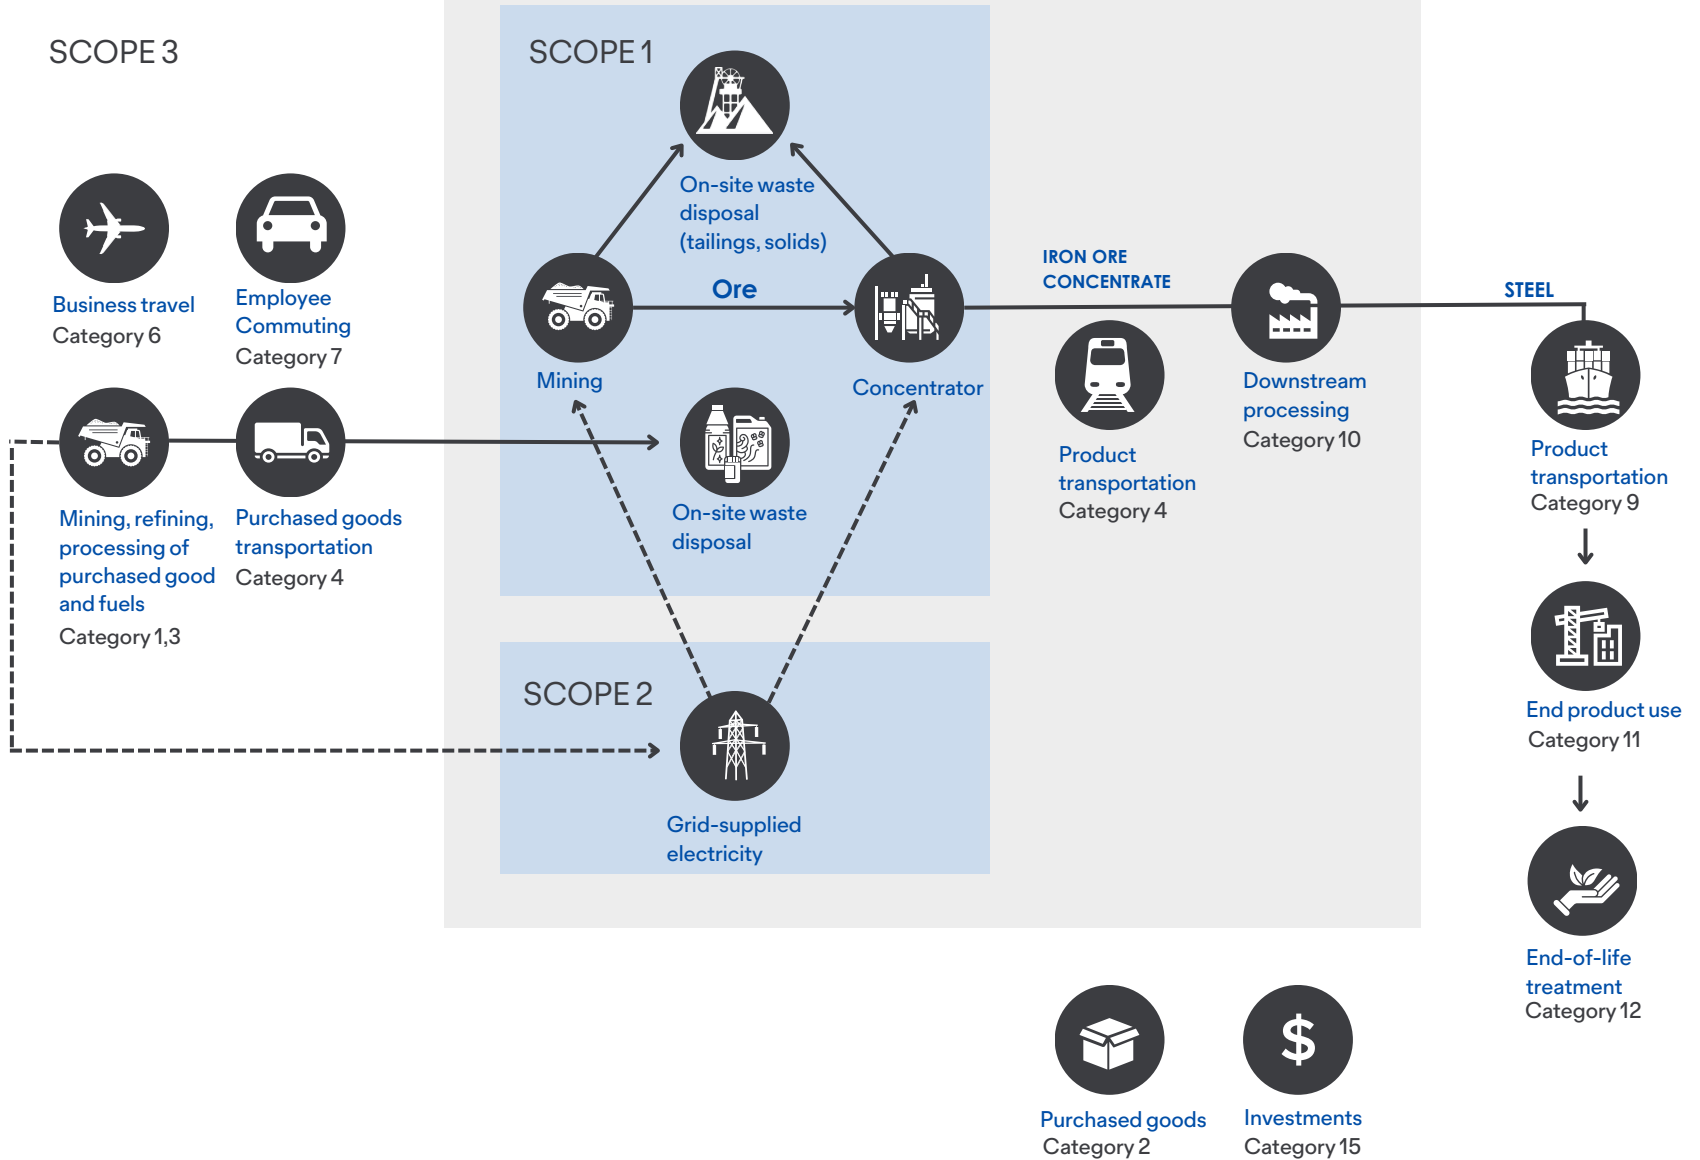 SCOPE 3
SCOPE 1
On-site waste
disposal
(tailings, solids)
Business travel
Category 6
Employee
Commuting
Category 7
Ore
Mining
Concentrator
IRON ORE
CONCENTRATE
STEEL
Mining, refining,
processing of
purchased good
and fuels
Category 1,3
Purchased goods
transportation
Category 4
On-site waste
disposal
Product
transportation
Category 4
Downstream
processing
Category 10
Product
transportation
Category 9
SCOPE 2
Grid-supplied
electricity
End product use
Category 11
End-of-life
treatment
Category 12
$
Purchased goods
Category 2
Investments
Category 15